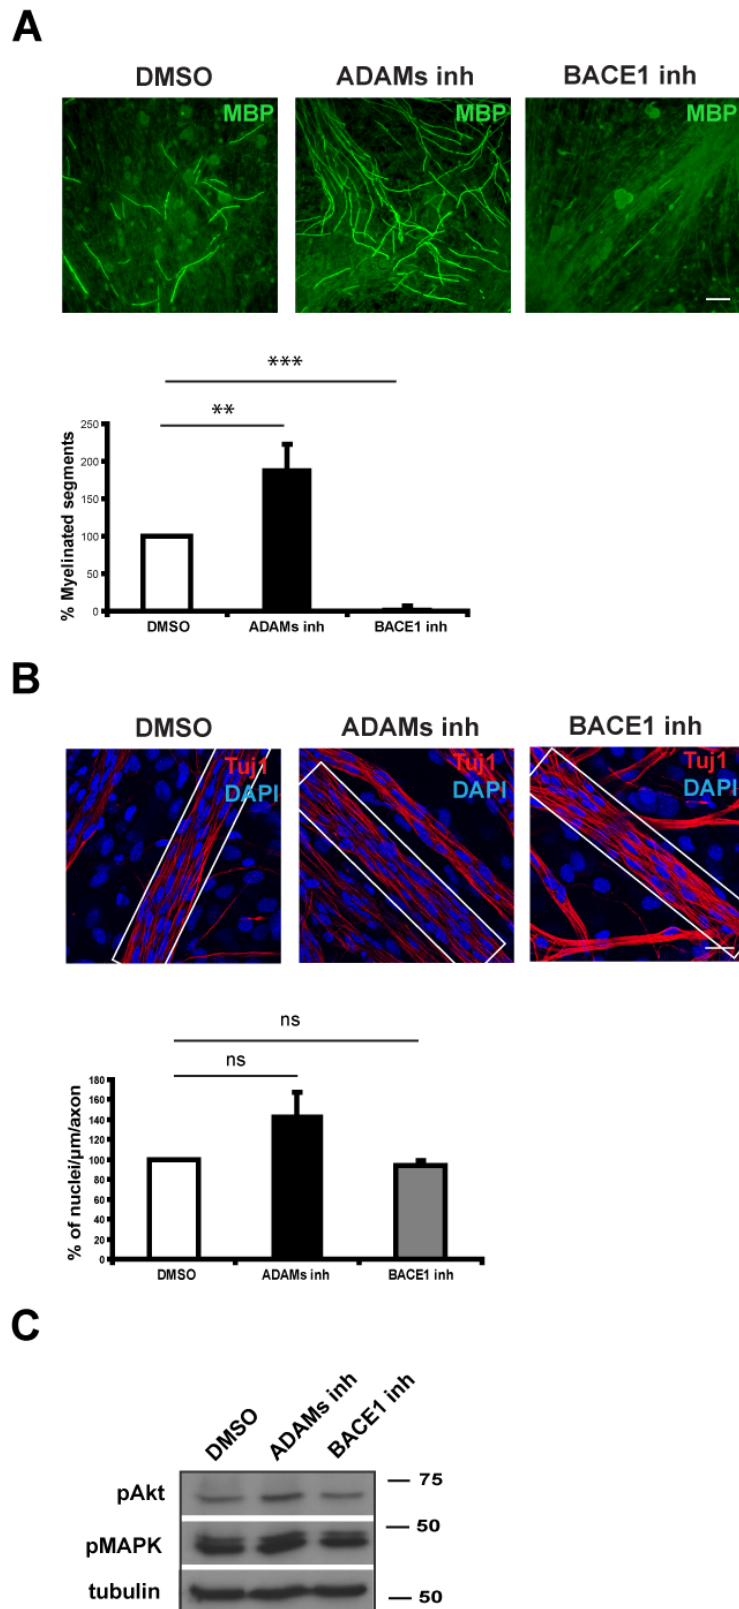 A
DMSO ADAMs inh BACE1 inh
MBP MBP MBP
***
**
% Myelinated segments
250
200
150
100
50
0
DMSO ADAMs inh BACE1 inh
B
DMSO ADAMs inh BACE1 inh
Tuj1 Tuj1 Tuj1
DAPI DAPI DAPI
ns
ns
% of nuclei/µm/axon
180
160
140
120
100
80
60
40
20
0
DMSO ADAMs inh BACE1 inh
C
DMSO ADAMs inh BACE1 inh
pAkt — 75
pMAPK — 50
tubulin — 50